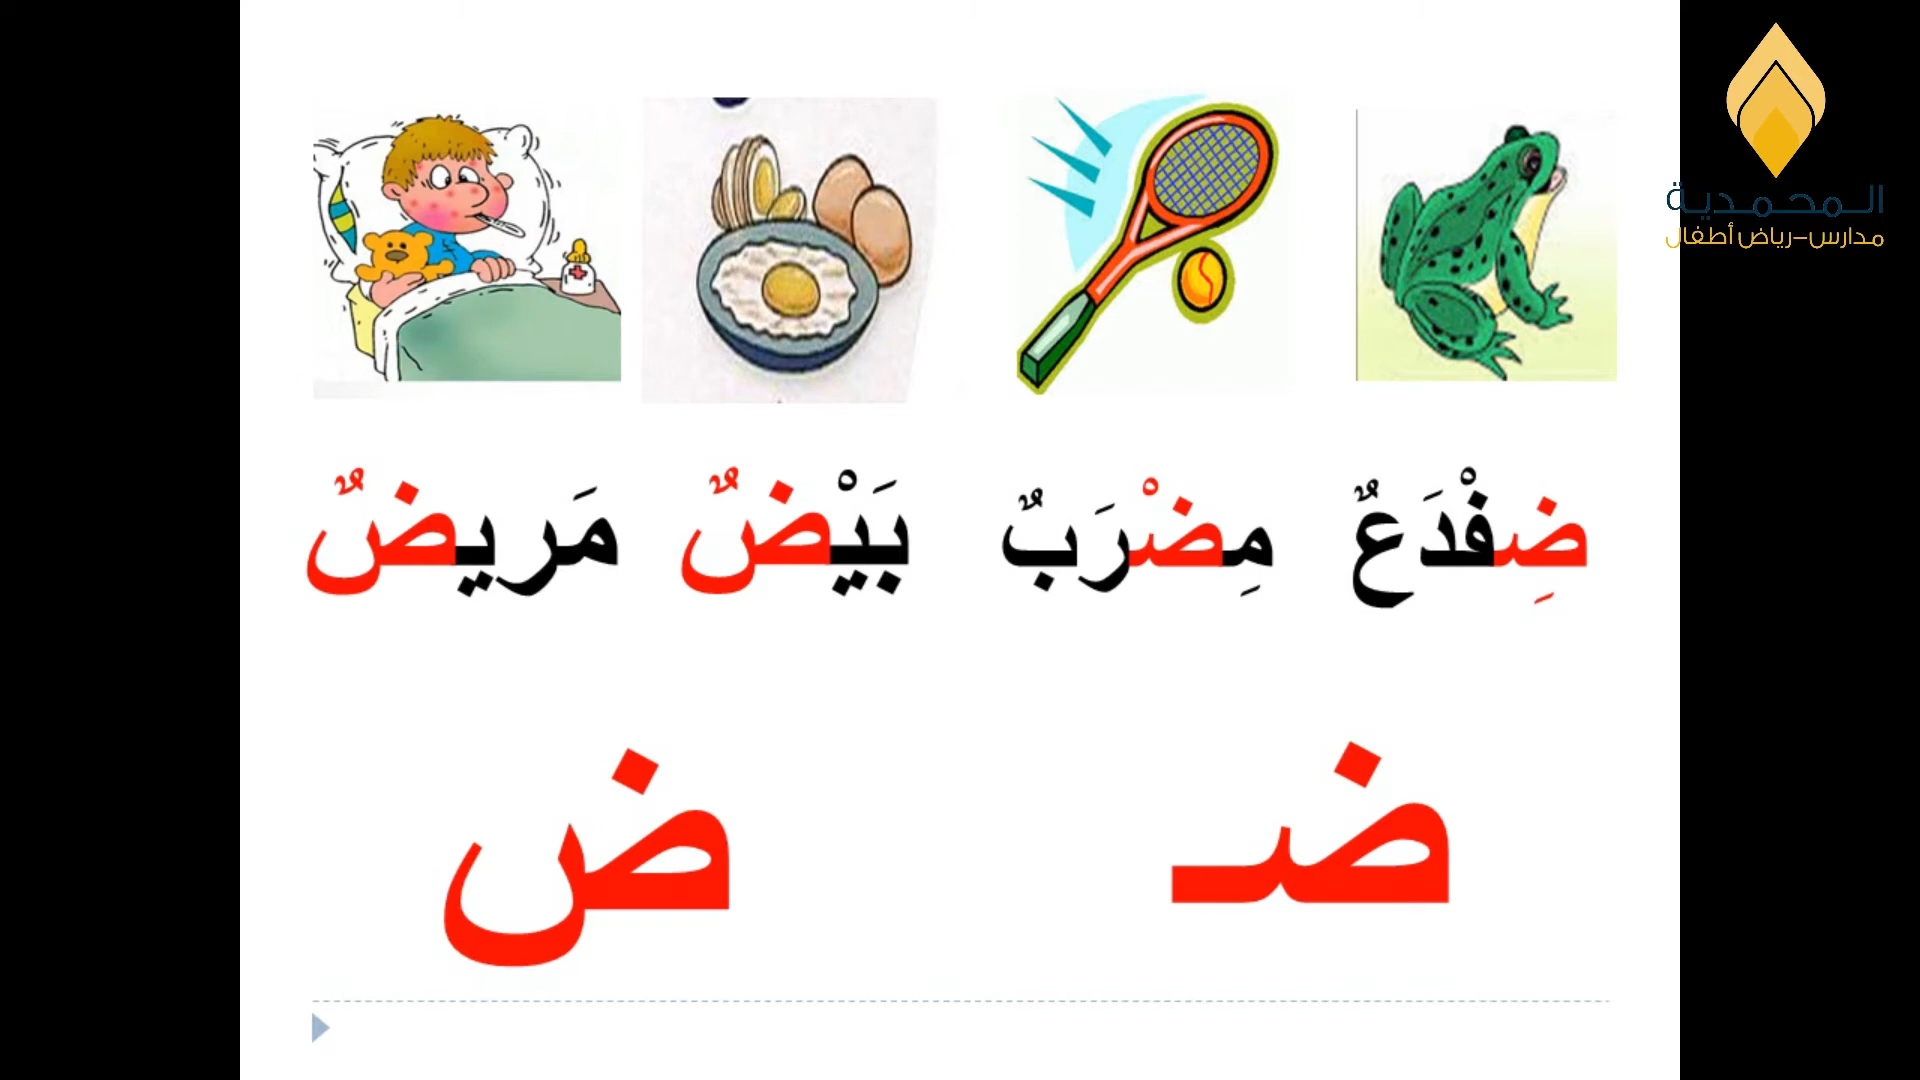 المحمدية
مدارس-رياض أطفال
ضِفْدَعٌ مِضْرَبٌ بَيْضٌ مَريضٌ
ضـ ض